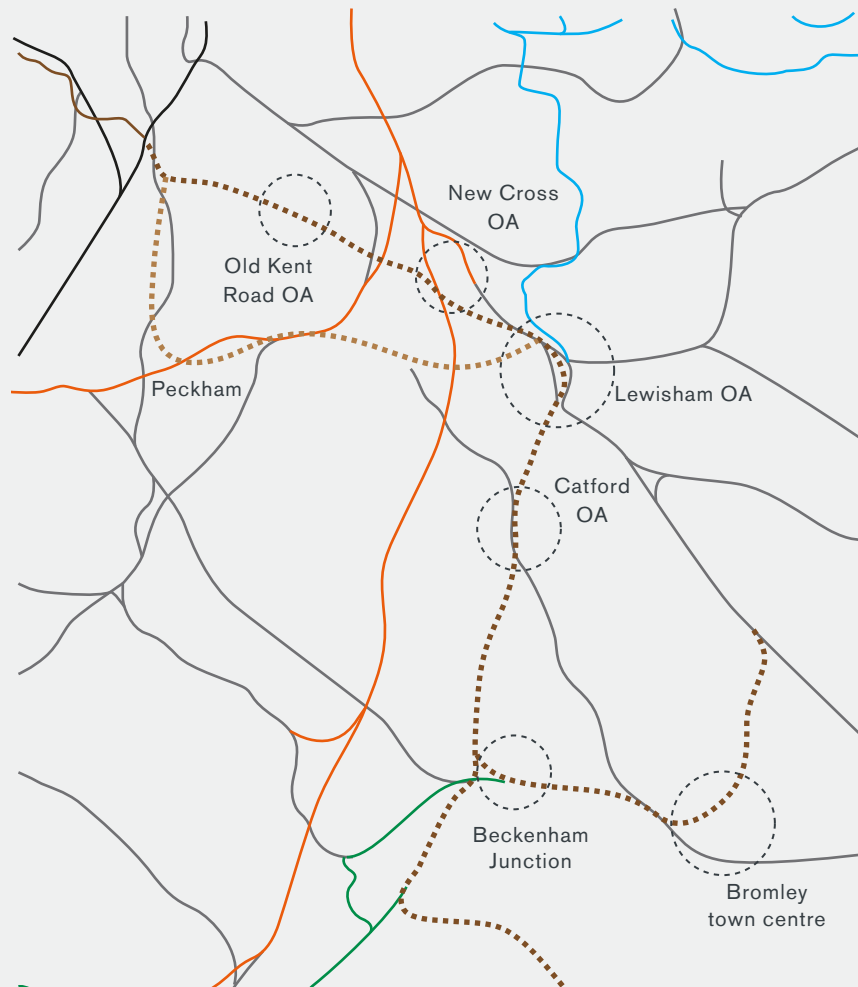 New Cross
OA
Old Kent
Road OA
Peckham
Lewisham OA
Catford
OA
Beckenham
Junction
Bromley
town centre